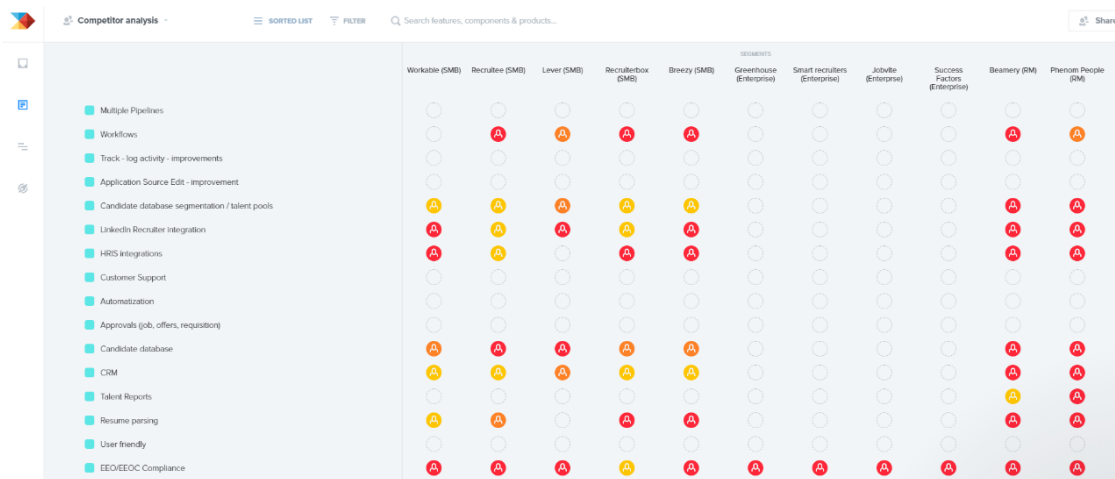 Competitor analysis
SORTED LIST
FILTER
Search features, components & products...
Share
SEGMENTS
Workable (SMB)
Recruitee (SMB)
Lever (SMB)
Recruiterbox
(SMB)
Breezy (SMB)
Greenhouse
(Enterprise)
Smart recruiters
(Enterprise)
Jobvite
(Enterprse)
Success
Factors
(Enterprise)
Beamery (RM)
Phenom People
(RM)
Multiple Pipelines
Workflows
Track - log activity - improvements
Application Source Edit - improvement
Candidate database segmentation / talent pools
LinkedIn Recruiter integration
HRIS integrations
Customer Support
Automatization
Approvals (job, offers, requisition)
Candidate database
CRM
Talent Reports
Resume parsing
User friendly
EEO/EEOC Compliance